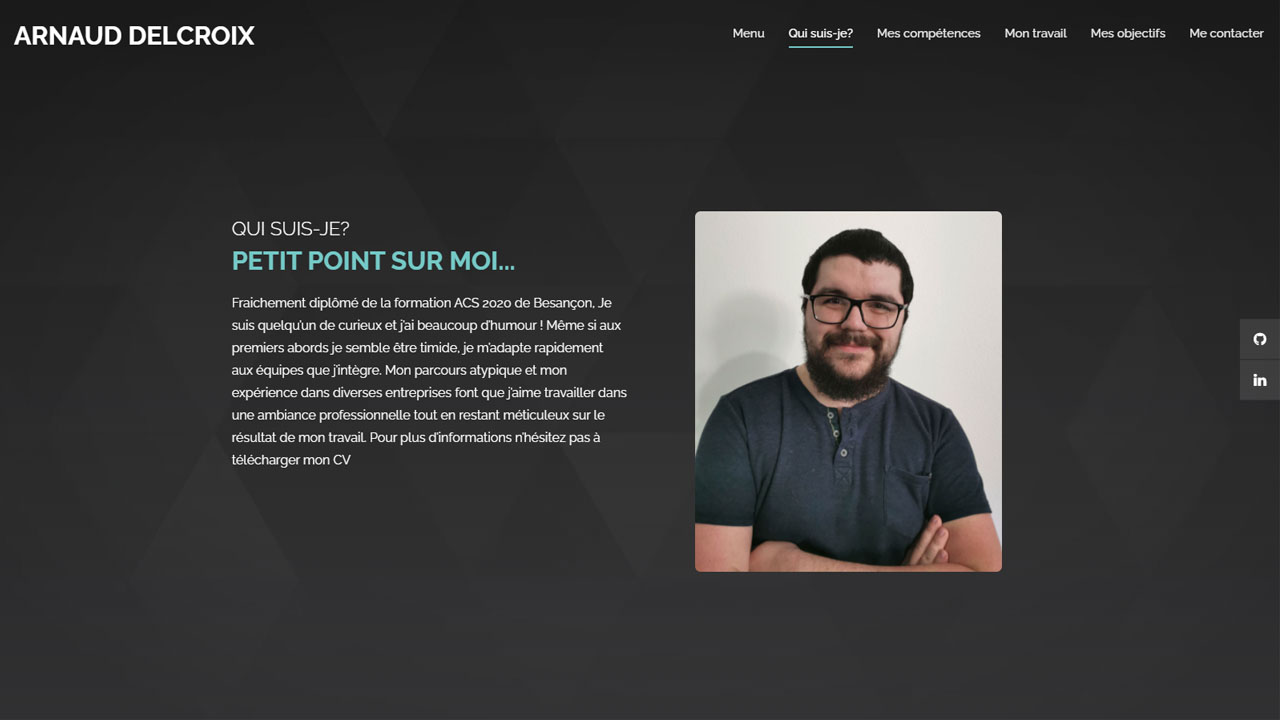 ARNAUD DELCROIX
Menu Qui suis-je? Mes compétences Mon travail Mes objectifs Me contacter
QUI SUIS-JE?
PETIT POINT SUR MOI...
Fraichement diplômé de la formation ACS 2020 de Besançon, Je
suis quelqu'un de curieux et j'ai beaucoup d'humour ! Même si aux
premiers abords je semble être timide, je m'adapte rapidement
aux équipes que j'intègre. Mon parcours atypique et mon
expérience dans diverses entreprises font que j'aime travailler dans
une ambiance professionnelle tout en restant méticuleux sur le
résultat de mon travail. Pour plus d'informations n'hésitez pas à
télécharger mon CV
in